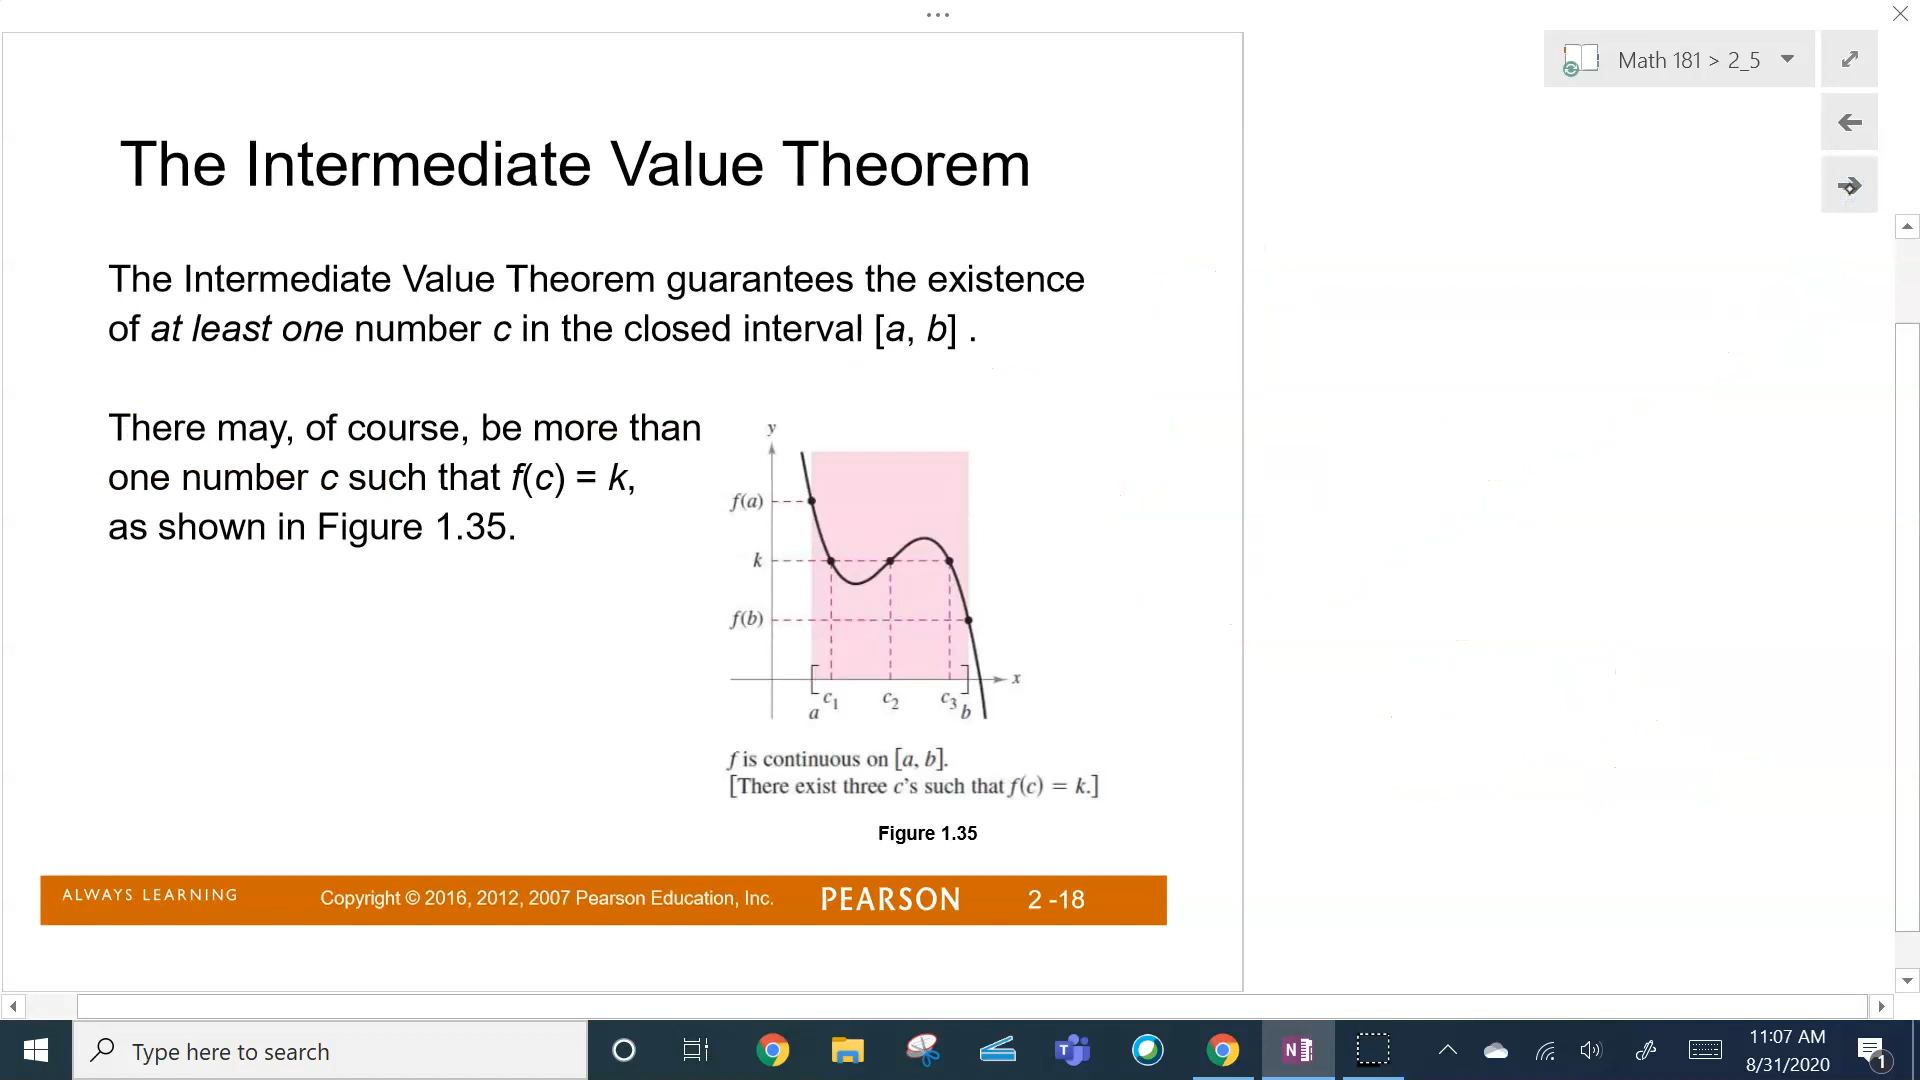 Math 181 > 2_5
The Intermediate Value Theorem
The Intermediate Value Theorem guarantees the existence
of at least one number c in the closed interval [a, b] .
There may, of course, be more than
one number c such that f(c) = k,
as shown in Figure 1.35.
y
f(a)
k
f(b)
x
c1 c2 c3
a b
f is continuous on [a, b].
[There exist three c's such that f(c) = k.]
Figure 1.35
ALWAYS LEARNING Copyright © 2016, 2012, 2007 Pearson Education, Inc. PEARSON 2 -18
Type here to search
11:07 AM
8/31/2020
1